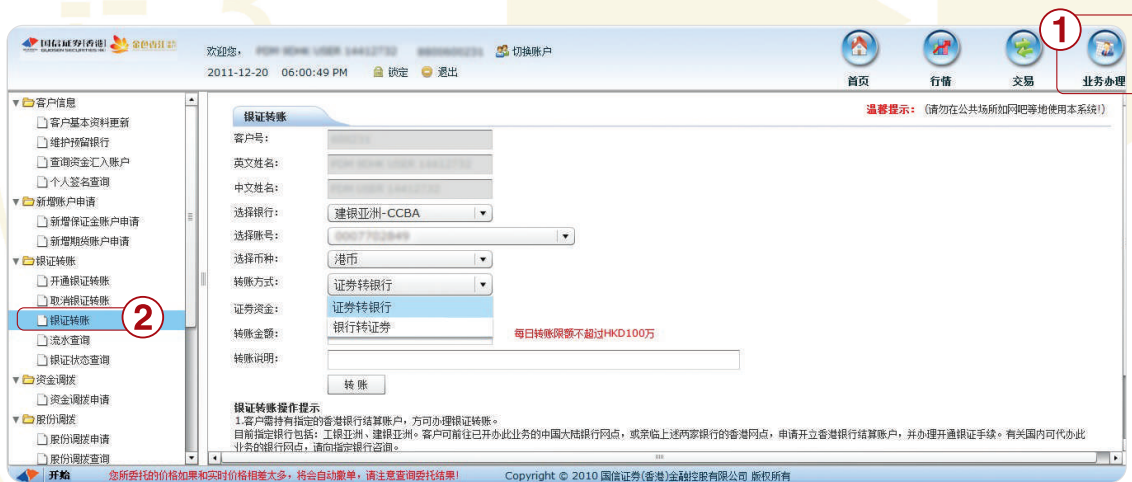 国信证券(香港)
GUOSEN SECURITIES(HK)
欢迎您，
切换账户
2011-12-20 06:00:49 PM 锁定 退出
首页 行情 交易 业务办理
①
客户信息
客户基本资料更新
维护预留银行
查询资金汇入账户
个人签名查询
新增账户申请
新增保证金账户申请
新增期货账户申请
银证转账
开通银证转账
取消银证转账
银证转账
②
流水查询
银证状态查询
资金调拨
资金调拨申请
股份调拨
股份调拨申请
股份调拨查询
银证转账
温馨提示： (请勿在公共场所如网吧等地使用本系统!)
客户号：
英文姓名：
中文姓名：
选择银行： 建银亚洲-CCBA
选择账号： 0007702849
选择币种： 港币
转账方式： 证券转银行
证券资金： 证券转银行
银行转证券
转账金额： 每日转账限额不超过HKD100万
转账说明：
转 账
银证转账操作提示
1.客户需持有指定的香港银行结算账户，方可办理银证转账。
目前指定银行包括：工银亚洲、建银亚洲。客户可前往已开办此业务的中国大陆银行网点，或亲临上述两家银行的香港网点，申请开立香港银行结算账户，并办理开通银证手续。有关国内可代办此
业务的银行网点，请向指定银行咨询。
开始 您所委托的价格如果和实时价格相差太多，将会自动撤单，请注意查询委托结果! Copyright © 2010 国信证券(香港)金融控股有限公司 版权所有